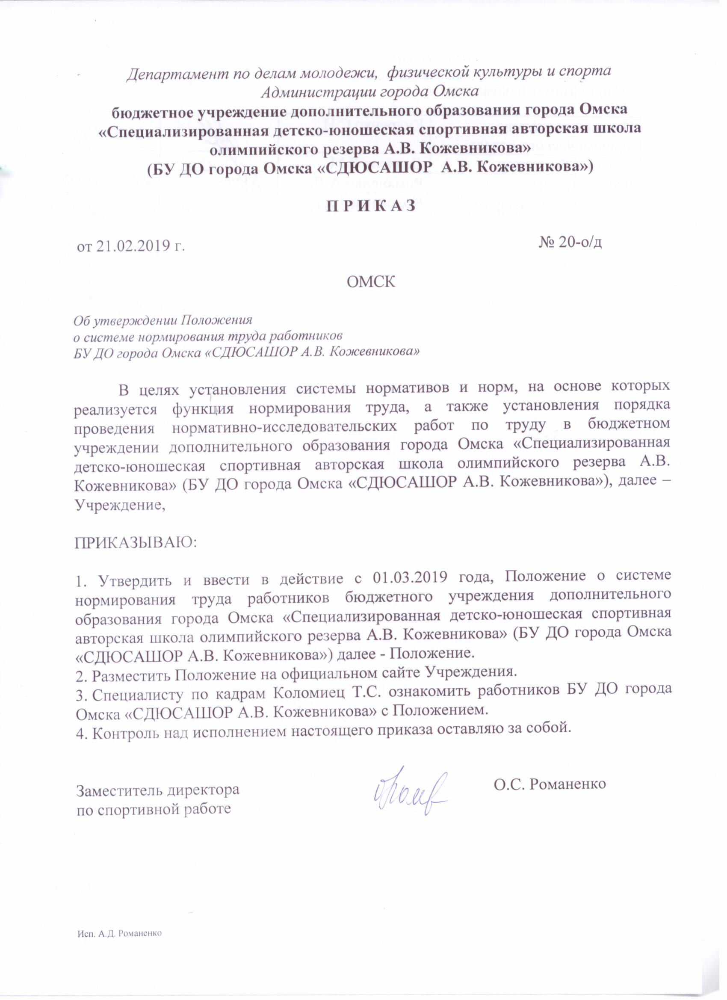 Департамент по делам молодежи, физической культуры и спорта
Администрации города Омска
бюджетное учреждение дополнительного образования города Омска
«Специализированная детско-юношеская спортивная авторская школа
олимпийского резерва А.В. Кожевникова»
(БУ ДО города Омска «СДЮСАШОР А.В. Кожевникова»)
П Р И К А З
от 21.02.2019 г. № 20-о/д
ОМСК
Об утверждении Положения
о системе нормирования труда работников
БУ ДО города Омска «СДЮСАШОР А.В. Кожевникова»
В целях установления системы нормативов и норм, на основе которых
реализуется функция нормирования труда, а также установления порядка
проведения нормативно-исследовательских работ по труду в бюджетном
учреждении дополнительного образования города Омска «Специализированная
детско-юношеская спортивная авторская школа олимпийского резерва А.В.
Кожевникова» (БУ ДО города Омска «СДЮСАШОР А.В. Кожевникова»), далее –
Учреждение,
ПРИКАЗЫВАЮ:
1. Утвердить и ввести в действие с 01.03.2019 года, Положение о системе
нормирования труда работников бюджетного учреждения дополнительного
образования города Омска «Специализированная детско-юношеская спортивная
авторская школа олимпийского резерва А.В. Кожевникова» (БУ ДО города Омска
«СДЮСАШОР А.В. Кожевникова») далее - Положение.
2. Разместить Положение на официальном сайте Учреждения.
3. Специалисту по кадрам Коломиец Т.С. ознакомить работников БУ ДО города
Омска «СДЮСАШОР А.В. Кожевникова» с Положением.
4. Контроль над исполнением настоящего приказа оставляю за собой.
Заместитель директора О.С. Романенко
по спортивной работе
Исп. А.Д. Романенко